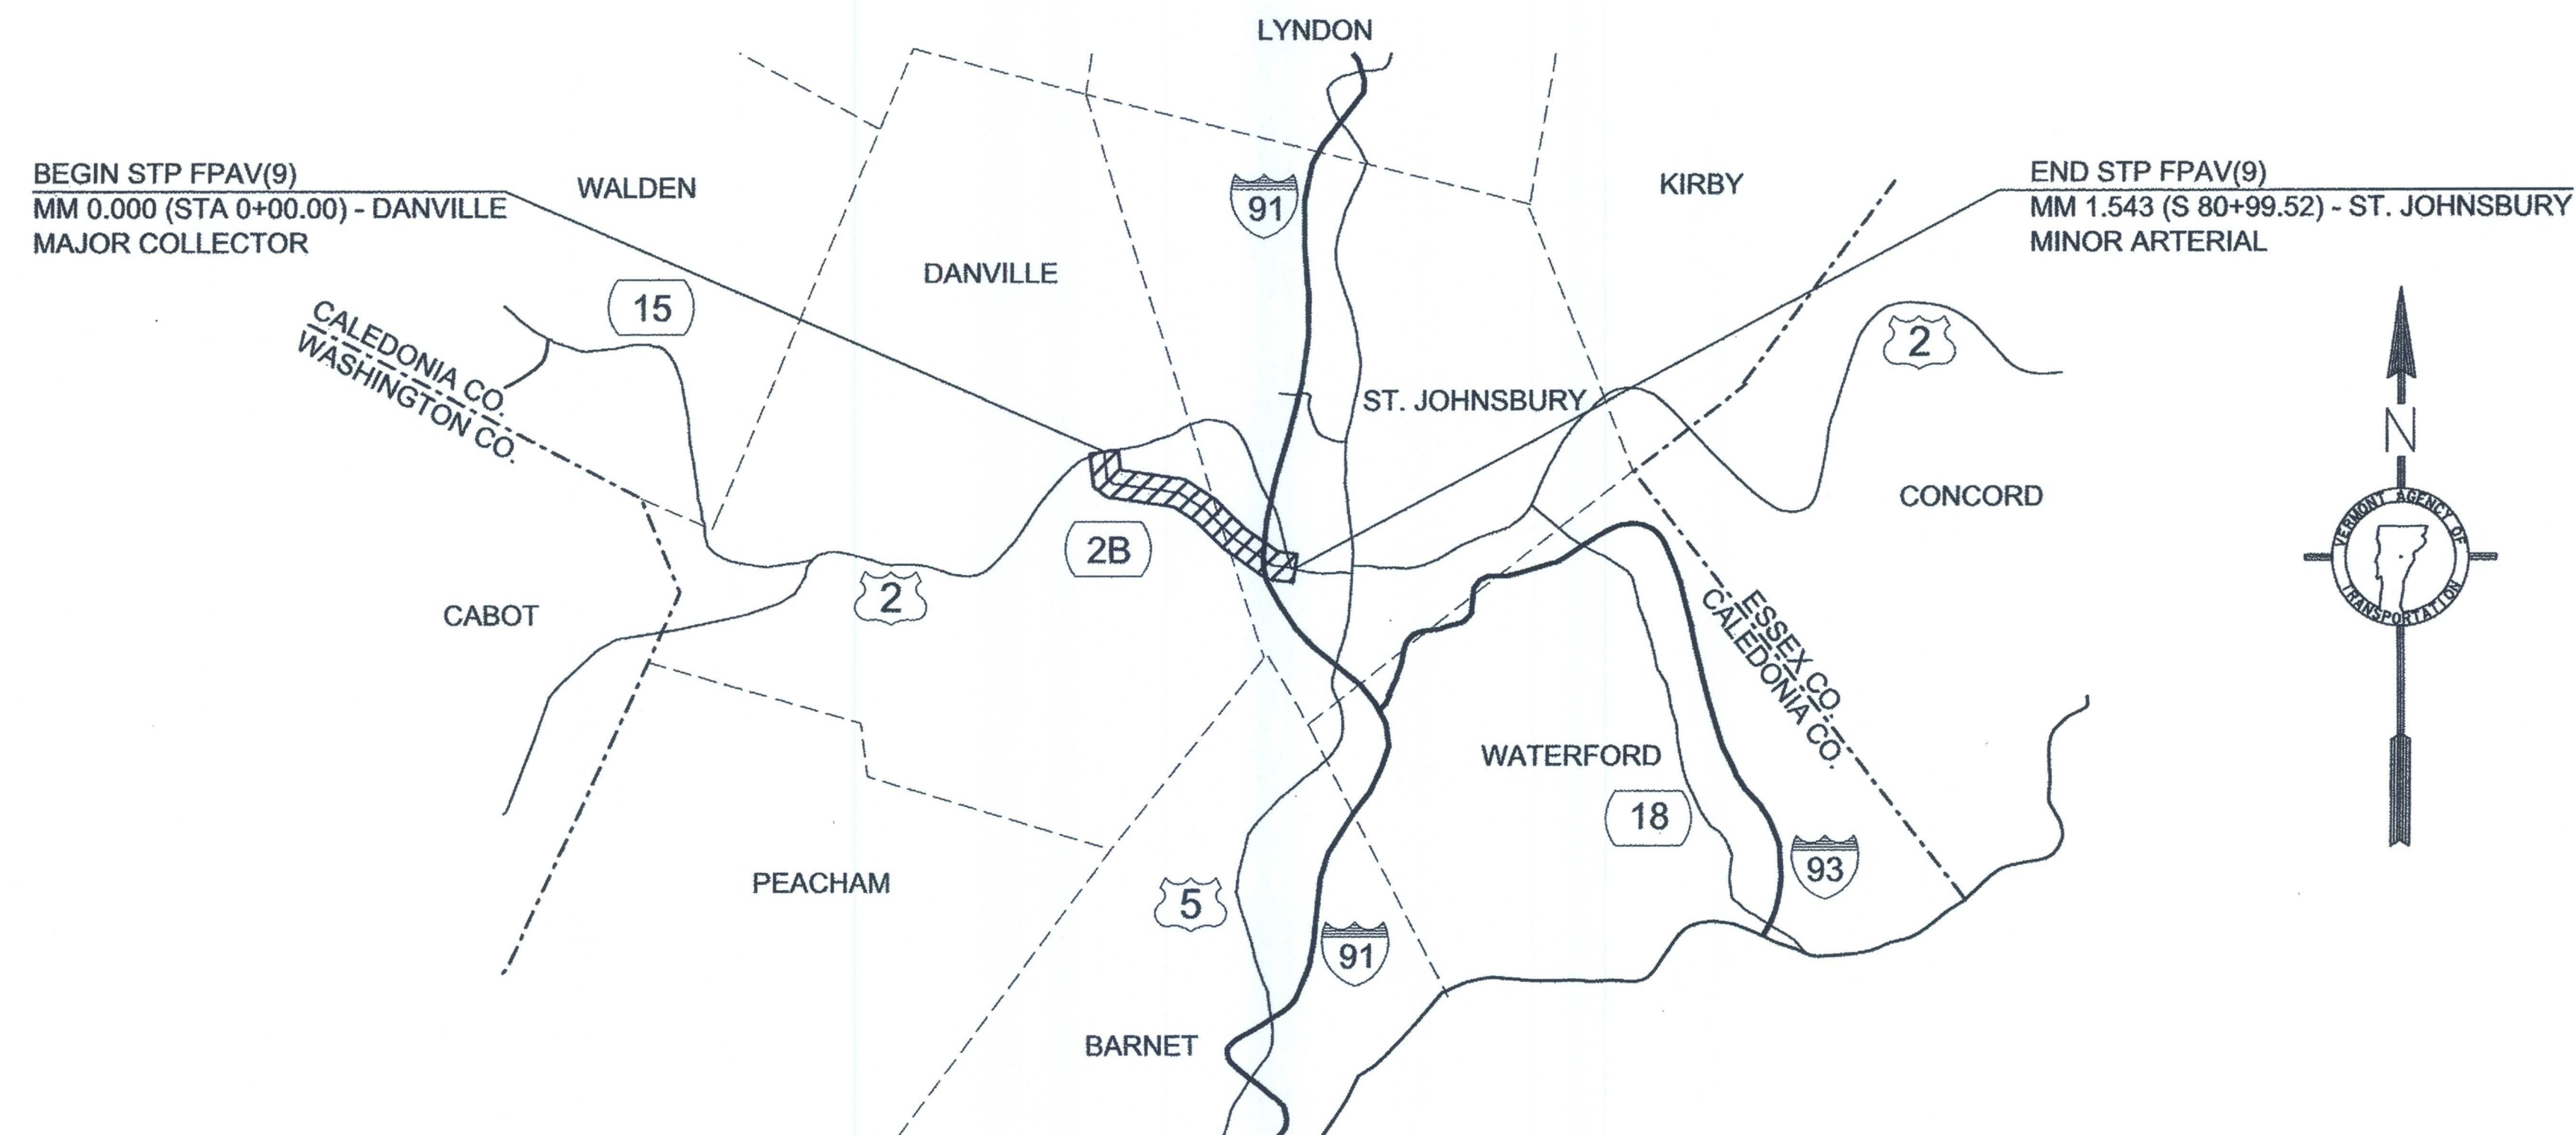 LYNDON
BEGIN STP FPAV(9)
MM 0.000 (STA 0+00.00) - DANVILLE
MAJOR COLLECTOR
WALDEN
91
KIRBY
END STP FPAV(9)
MM 1.543 (S 80+99.52) - ST. JOHNSBURY
MINOR ARTERIAL
DANVILLE
15
CALEDONIA CO.
WASHINGTON CO.
2
ST. JOHNSBURY
N
CONCORD
VERMONT AGENCY OF
TRANSPORTATION
2B
2
CABOT
ESSEX CO.
CALEDONIA CO.
WATERFORD
18
93
PEACHAM
5
91
BARNET